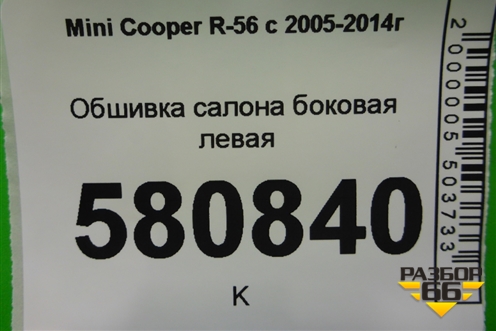 Mini Cooper R-56 с 2005-2014г
Обшивка салона боковая
левая
580840
К
2000005503733
РАЗБОР
66